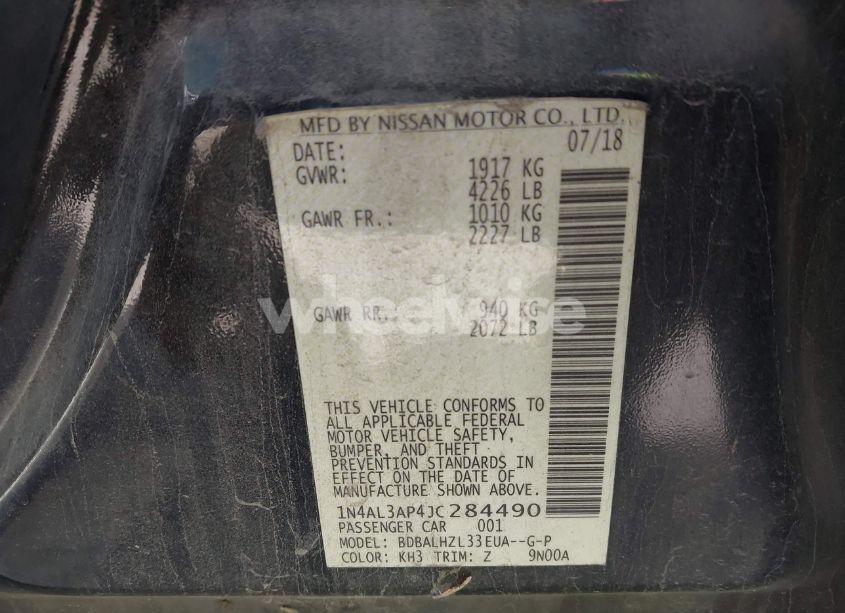 MFD BY NISSAN MOTOR CO., LTD.
DATE: 07/18
GVWR: 1917 KG
4226 LB
GAWR FR.: 1010 KG
2227 LB
wheelwise
GAWR RR.: 940 KG
2072 LB
THIS VEHICLE CONFORMS TO
ALL APPLICABLE FEDERAL
MOTOR VEHICLE SAFETY,
BUMPER, AND THEFT
PREVENTION STANDARDS IN
EFFECT ON THE DATE OF
MANUFACTURE SHOWN ABOVE.
1N4AL3AP4JC284490
PASSENGER CAR 001
MODEL: BDBALHZL33EUA--G-P
COLOR: KH3 TRIM: Z 9N00A